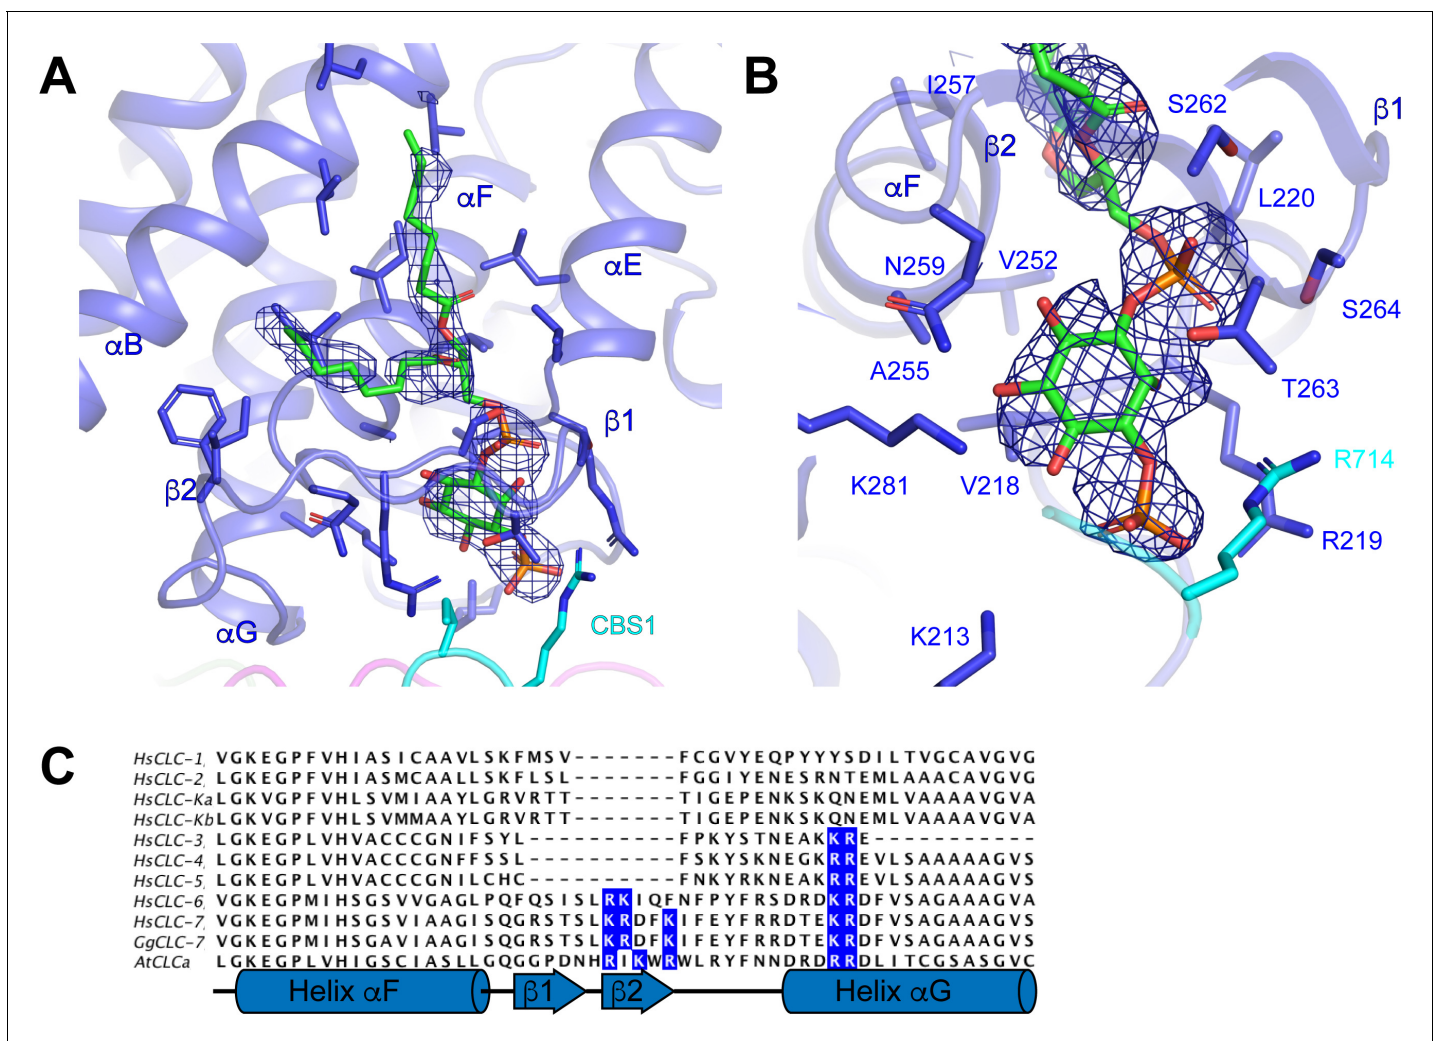 A
αF
αE
αB
β1
β2
αG
CBS1
B
I257
S262
β1
β2
αF
L220
N259
V252
S264
A255
T263
K281
V218
R714
R219
K213
C
HsCLC-1 VGKEGPFVHIASICAAVLSKFMSV-------FCGVYEQPYYYSDILTVGCAVGVG
HsCLC-2 LGKEGPFVHIASMCAALLSKFLSL-------FGGIYENESRNTEMLAAACAVGVG
HsCLC-Ka LGKVGPFVHLSVMIAAYLGRVRTT-------TIGEPENKSKQNEMLVAAAAVGVA
HsCLC-Kb LGKVGPFVHLSVMMAAYLGRVRTT-------TIGEPENKSKQNEMLVAAAAVGVA
HsCLC-3 LGKEGPLVHVACCCGNIFSYL----------FPKYSTNEAKKRE-----------
HsCLC-4 LGKEGPLVHVACCCGNFFSSL----------FSKYSKNEGKRREVLSAAAAAGVS
HsCLC-5 LGKEGPLVHVACCCGNILCHC----------FNKYRKNEAKRREVLSAAAAAGVS
HsCLC-6 VGKEGPMIHSGSVVGAGLPQFQSISLRKIQFNFPYFRSDRDKRDFVSAGAAAGVA
HsCLC-7 VGKEGPMIHSGSVIAAGISQGRSTSLKRDFKIFEYFRRDTEKRDFVSAGAAAGVS
GgCLC-7 VGKEGPMIHSGAVIAAGISQGRSTSLKRDFKIFEYFRRDTEKRDFVSAGAAAGVS
AtCLCa LGKEGPMIHIGSCIASLLGQGGPDNHRIKWRWLRYFNNDRDRRDLITCGSASGVC
Helix αF β1 β2 Helix αG